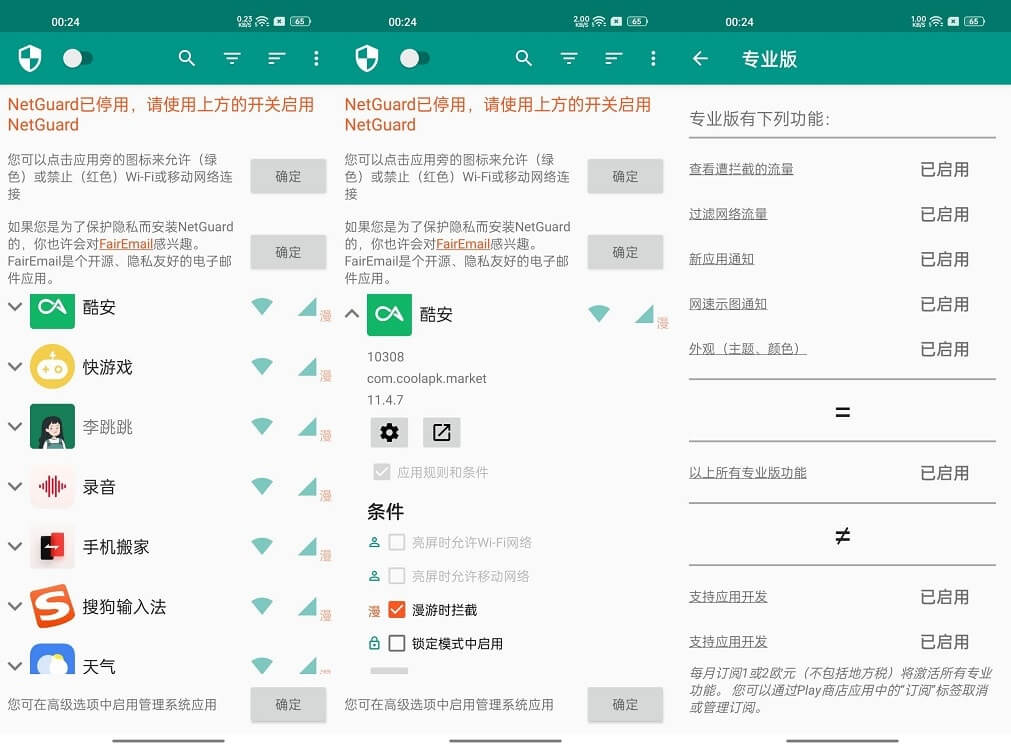 00:24
0.23 KB/S
65
NetGuard已停用，请使用上方的开关启用
NetGuard
您可以点击应用旁的图标来允许（绿
色）或禁止（红色）Wi-Fi或移动网络连
接
确定
如果您是为了保护隐私而安装NetGuard
的，你也许会对FairEmail感兴趣。
FairEmail是个开源、隐私友好的电子邮
件应用。
确定
酷安
漫
快游戏
漫
李跳跳
漫
录音
漫
手机搬家
漫
搜狗输入法
漫
天气
您可在高级选项中启用管理系统应用
确定
00:24
2.00 KB/S
65
NetGuard已停用，请使用上方的开关启用
NetGuard
您可以点击应用旁的图标来允许（绿
色）或禁止（红色）Wi-Fi或移动网络连
接
确定
如果您是为了保护隐私而安装NetGuard
的，你也许会对FairEmail感兴趣。
FairEmail是个开源、隐私友好的电子邮
件应用。
确定
酷安
漫
10308
com.coolapk.market
11.4.7
应用规则和条件
条件
亮屏时允许Wi-Fi网络
亮屏时允许移动网络
漫 漫游时拦截
锁定模式中启用
您可在高级选项中启用管理系统应用
确定
00:24
1.00 KB/S
65
专业版
专业版有下列功能：
查看遭拦截的流量 已启用
过滤网络流量 已启用
新应用通知 已启用
网速示图通知 已启用
外观（主题、颜色） 已启用
=
以上所有专业版功能 已启用
≠
支持应用开发 已启用
支持应用开发 已启用
每月订阅1或2欧元（不包括地方税）将激活所有专业
功能。 您可以通过Play商店应用中的“订阅”标签取消
或管理订阅。